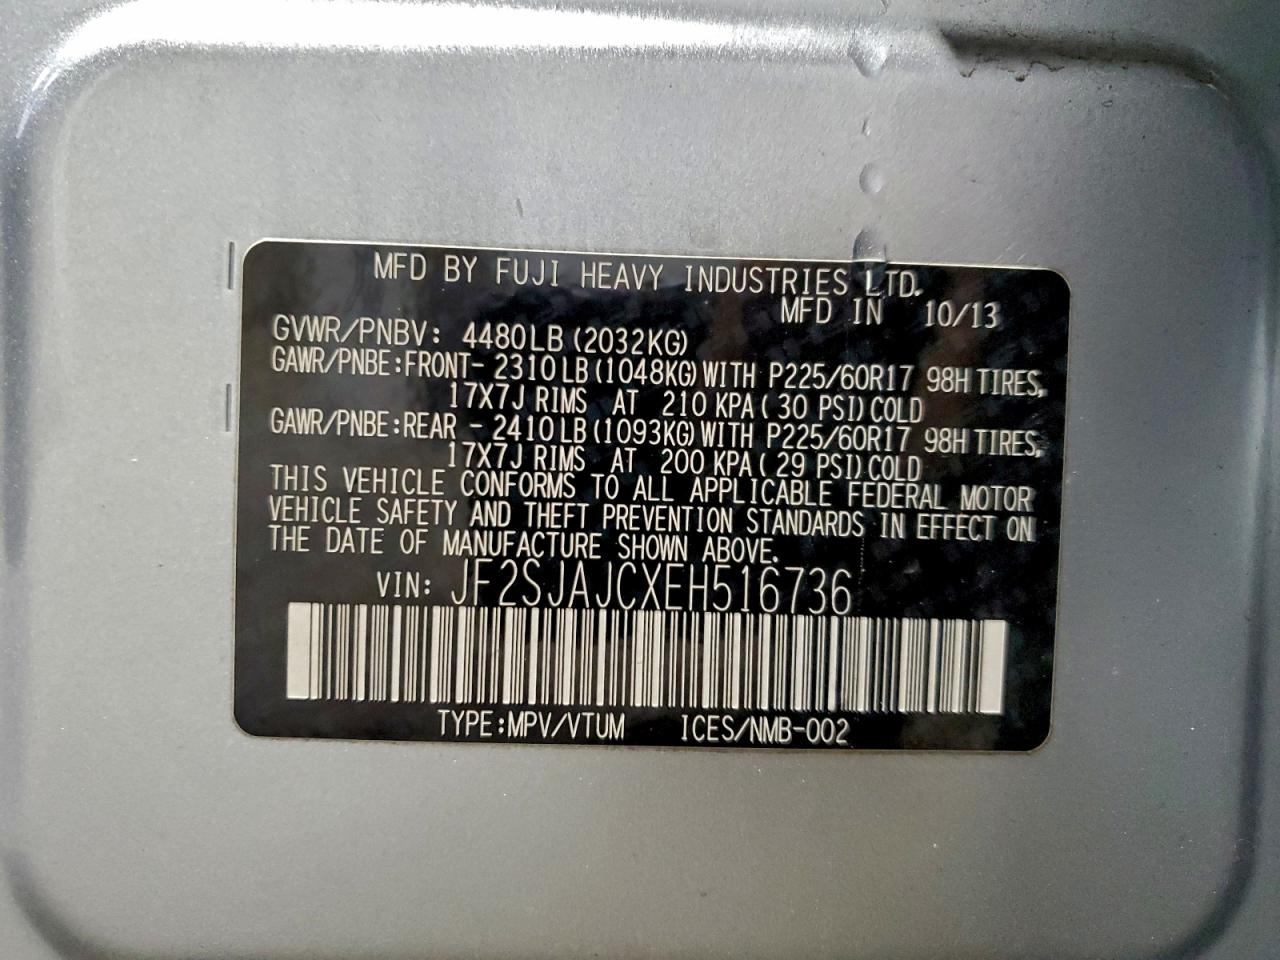 MFD BY FUJI HEAVY INDUSTRIES LTD.
MFD IN 10/13
GVWR/PNBV: 4480LB (2032KG)
GAWR/PNBE:FRONT- 2310 LB (1048KG) WITH P225/60R17 98H TIRES,
17X7J RIMS AT 210 KPA (30 PSI) COLD
GAWR/PNBE:REAR - 2410 LB (1093KG) WITH P225/60R17 98H TIRES,
17X7J RIMS AT 200 KPA (29 PSI) COLD
THIS VEHICLE CONFORMS TO ALL APPLICABLE FEDERAL MOTOR
VEHICLE SAFETY AND THEFT PREVENTION STANDARDS IN EFFECT ON
THE DATE OF MANUFACTURE SHOWN ABOVE.
VIN: JF2SJAJCXEH516736
TYPE:MPV/VTUM ICES/NMB-002